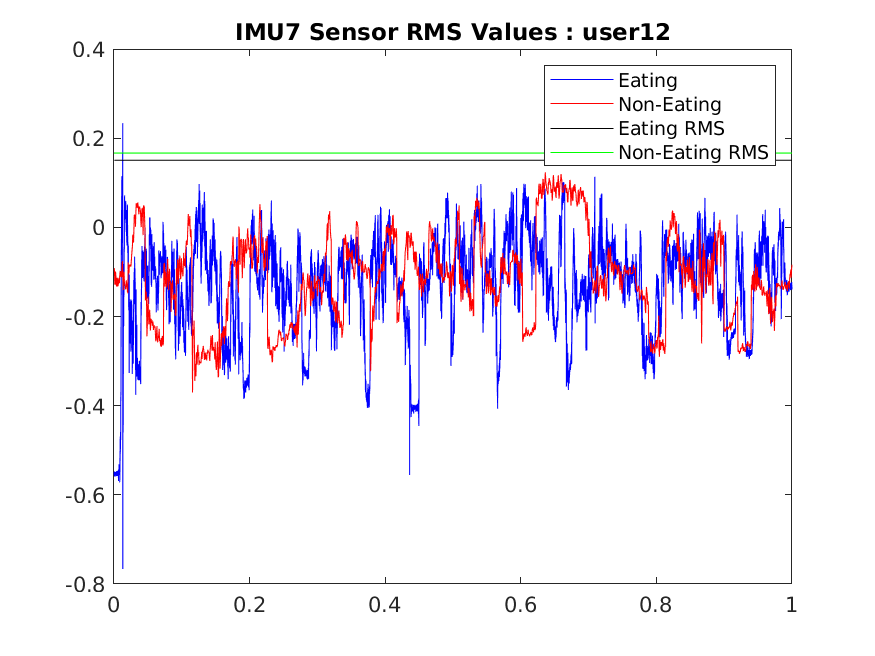 IMU7 Sensor RMS Values : user12
0.4
0.2
0
-0.2
-0.4
-0.6
-0.8
Eating
Non-Eating
Eating RMS
Non-Eating RMS
0 0.2 0.4 0.6 0.8 1